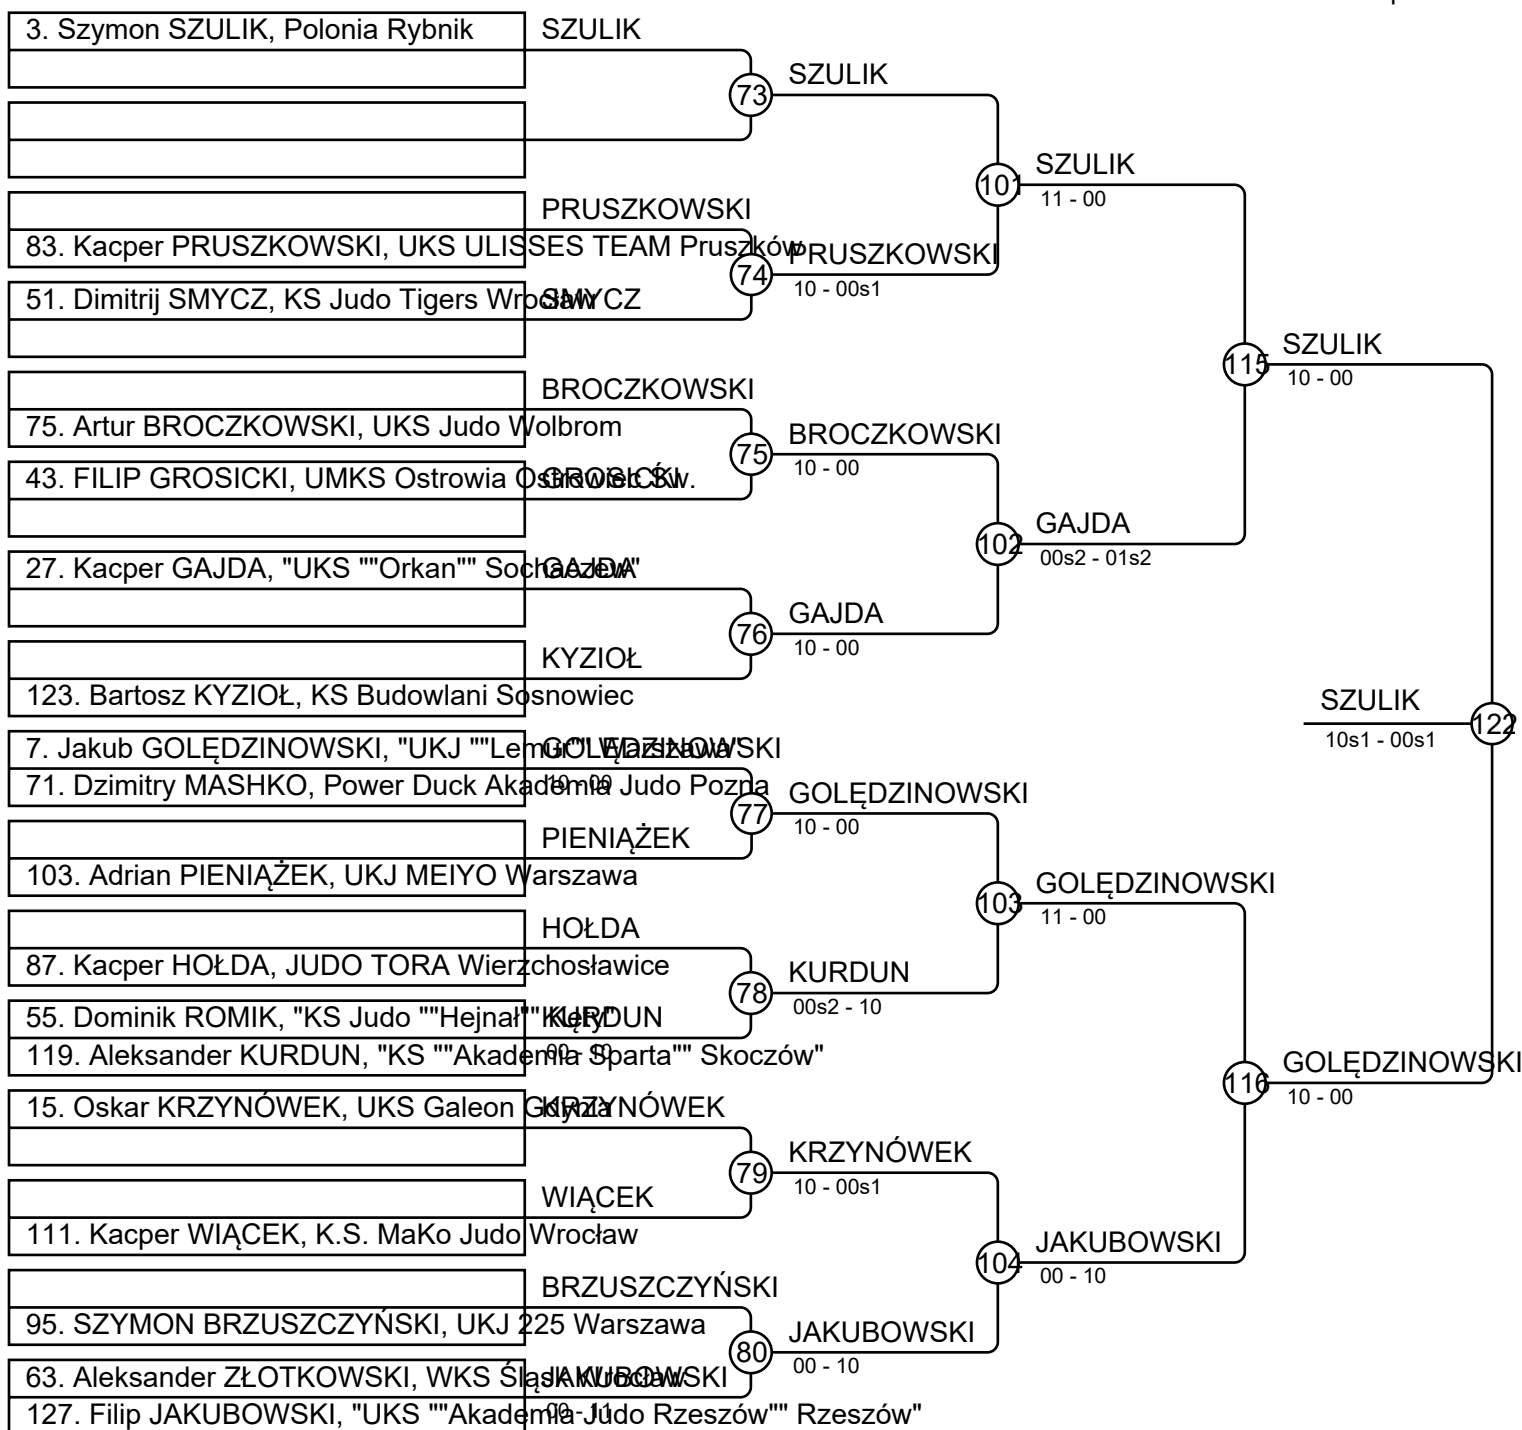 3. Szymon SZULIK, Polonia Rybnik
SZULIK
73
SZULIK
101
SZULIK
11 - 00
PRUSZKOWSKI
83. Kacper PRUSZKOWSKI, UKS ULISSES TEAM Pruszków
74
PRUSZKOWSKI
10 - 00s1
51. Dimitrij SMYCZ, KS Judo Tigers Wrocław
SMYCZ
115
SZULIK
10 - 00
BROCZKOWSKI
75. Artur BROCZKOWSKI, UKS Judo Wolbrom
75
BROCZKOWSKI
10 - 00
43. FILIP GROSICKI, UMKS Ostrowia Ostrowiec Św.
GROSICKI
102
GAJDA
00s2 - 01s2
27. Kacper GAJDA, "UKS ""Orkan"" Sochaczew"
GAJDA
76
GAJDA
10 - 00
KYZIOŁ
123. Bartosz KYZIOŁ, KS Budowlani Sosnowiec
SZULIK
122
10s1 - 00s1
7. Jakub GOLĘDZINOWSKI, "UKJ ""Lemur"" Warszawa"
GOLĘDZINOWSKI
10 - 00
71. Dzimitry MASHKO, Power Duck Akademia Judo Pozna
77
GOLĘDZINOWSKI
10 - 00
PIENIĄŻEK
103. Adrian PIENIĄŻEK, UKJ MEIYO Warszawa
103
GOLĘDZINOWSKI
11 - 00
HOŁDA
87. Kacper HOŁDA, JUDO TORA Wierzchosławice
78
KURDUN
00s2 - 10
55. Dominik ROMIK, "KS Judo ""Hejnał"" Kęty"
KURDUN
00 - 10
119. Aleksander KURDUN, "KS ""Akademia Sparta"" Skoczów"
116
GOLĘDZINOWSKI
10 - 00
15. Oskar KRZYNÓWEK, UKS Galeon Gdynia
KRZYNÓWEK
79
KRZYNÓWEK
10 - 00s1
WIĄCEK
111. Kacper WIĄCEK, K.S. MaKo Judo Wrocław
104
JAKUBOWSKI
00 - 10
BRZUSZCZYŃSKI
95. SZYMON BRZUSZCZYŃSKI, UKJ 225 Warszawa
80
JAKUBOWSKI
00 - 10
63. Aleksander ZŁOTKOWSKI, WKS Śląsk Wrocław
JAKUBOWSKI
00 - 11
127. Filip JAKUBOWSKI, "UKS ""Akademia Judo Rzeszów"" Rzeszów"